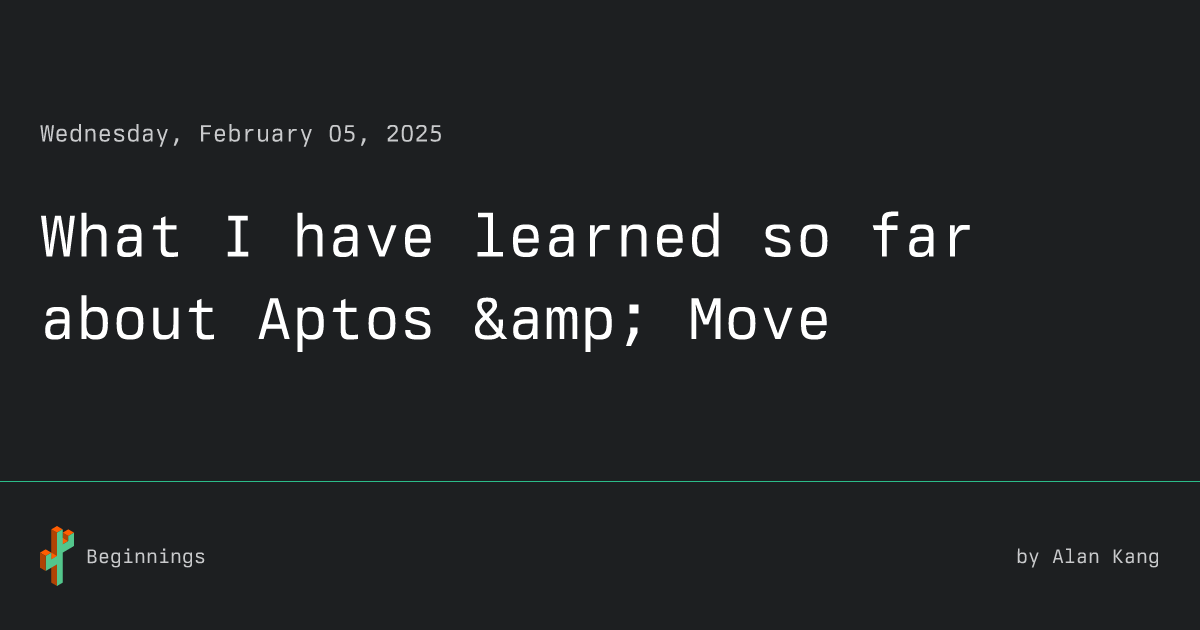 Wednesday, February 05, 2025
What I have learned so far
about Aptos &amp; Move
Beginnings
by Alan Kang